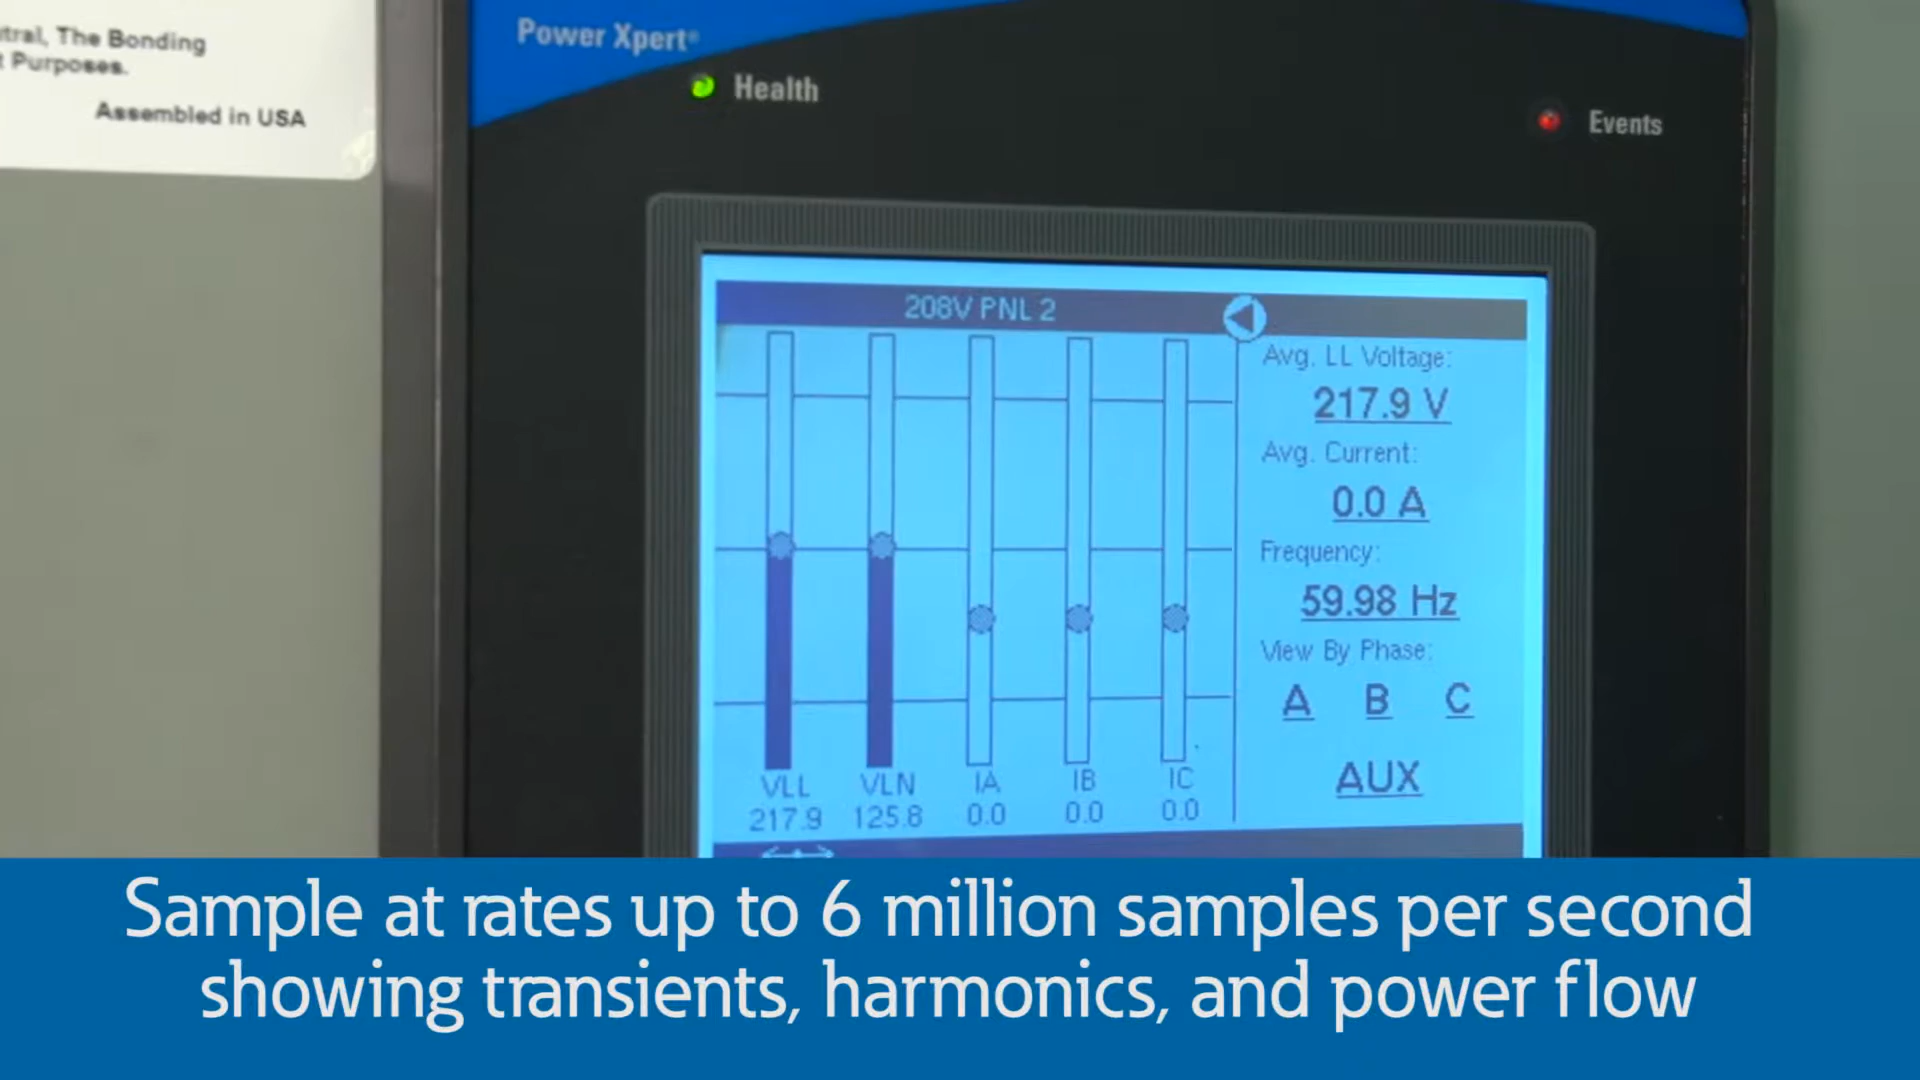 The Bonding
Purposes.
Assembled in USA
Power Xpert®
Health
Events
208V PNL 2
Avg. LL Voltage:
217.9 V
Avg. Current:
0.0 A
Frequency:
59.98 Hz
View By Phase:
A B C
AUX
VLL VLN IA IB IC
217.9 125.8 0.0 0.0 0.0
Sample at rates up to 6 million samples per second
showing transients, harmonics, and power flow